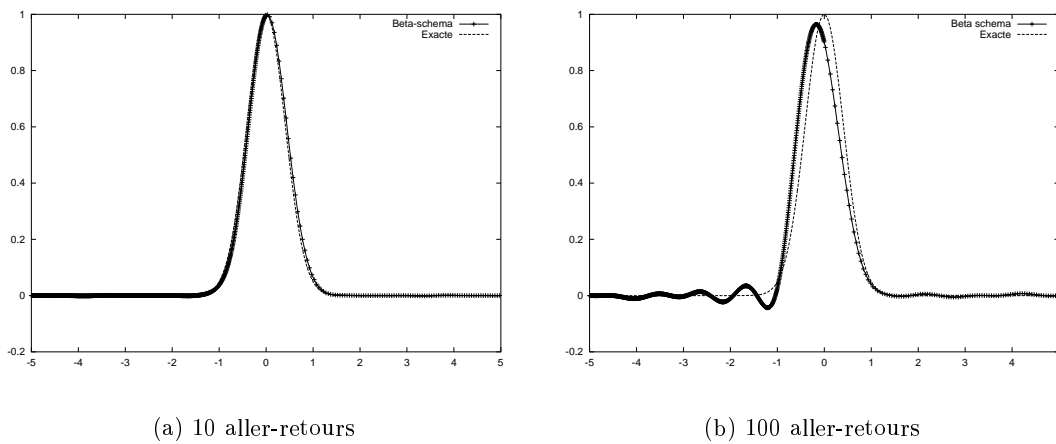 1
0.8
0.6
0.4
0.2
0
-0.2
-5 -4 -3 -2 -1 0 1 2 3 4 5
Beta-schema
Exacte
(a) 10 aller-retours
1
0.8
0.6
0.4
0.2
0
-0.2
-5 -4 -3 -2 -1 0 1 2 3 4
Beta schema
Exacte
(b) 100 aller-retours